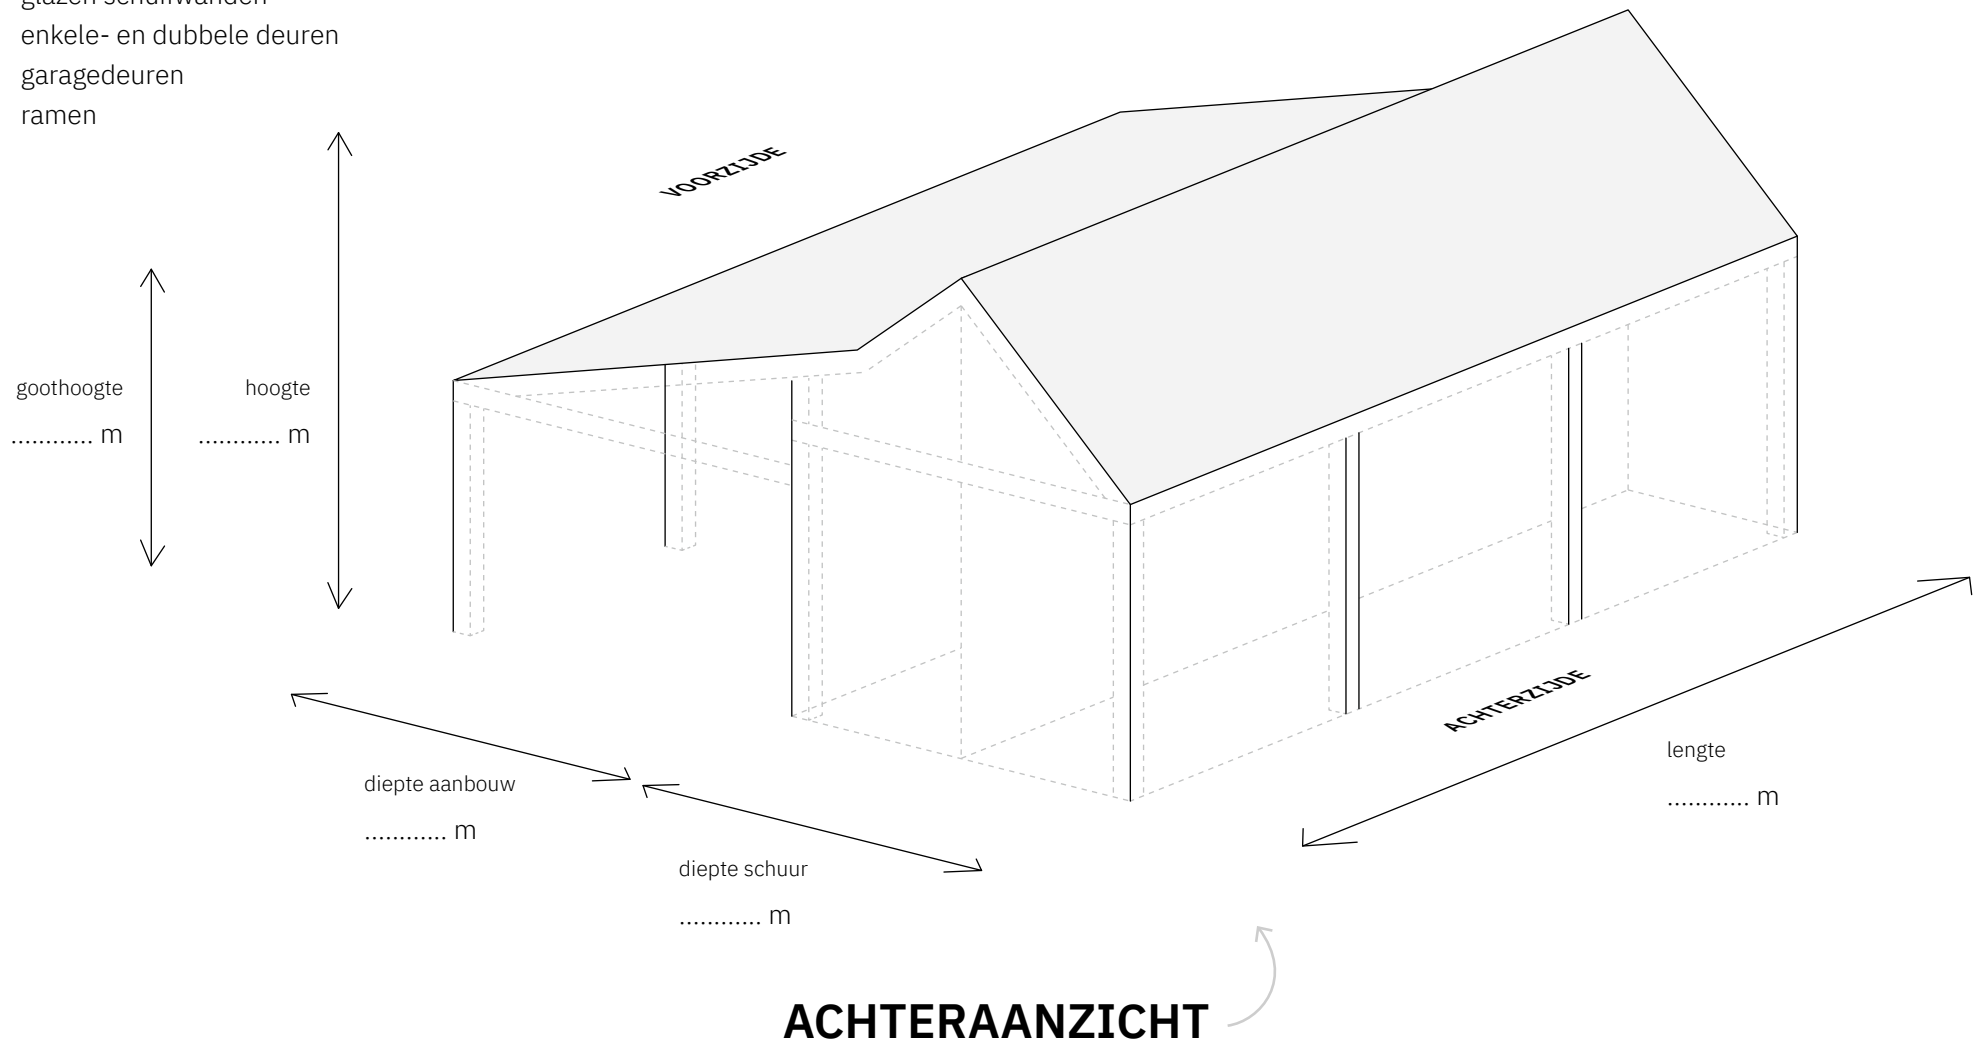 enkele- en dubbele deuren
garagedeuren
ramen
VOORZIJDE
goothoogte
............ m
hoogte
............ m
ACHTERZIJDE
lengte
............ m
diepte aanbouw
............ m
diepte schuur
............ m
ACHTERAANZICHT